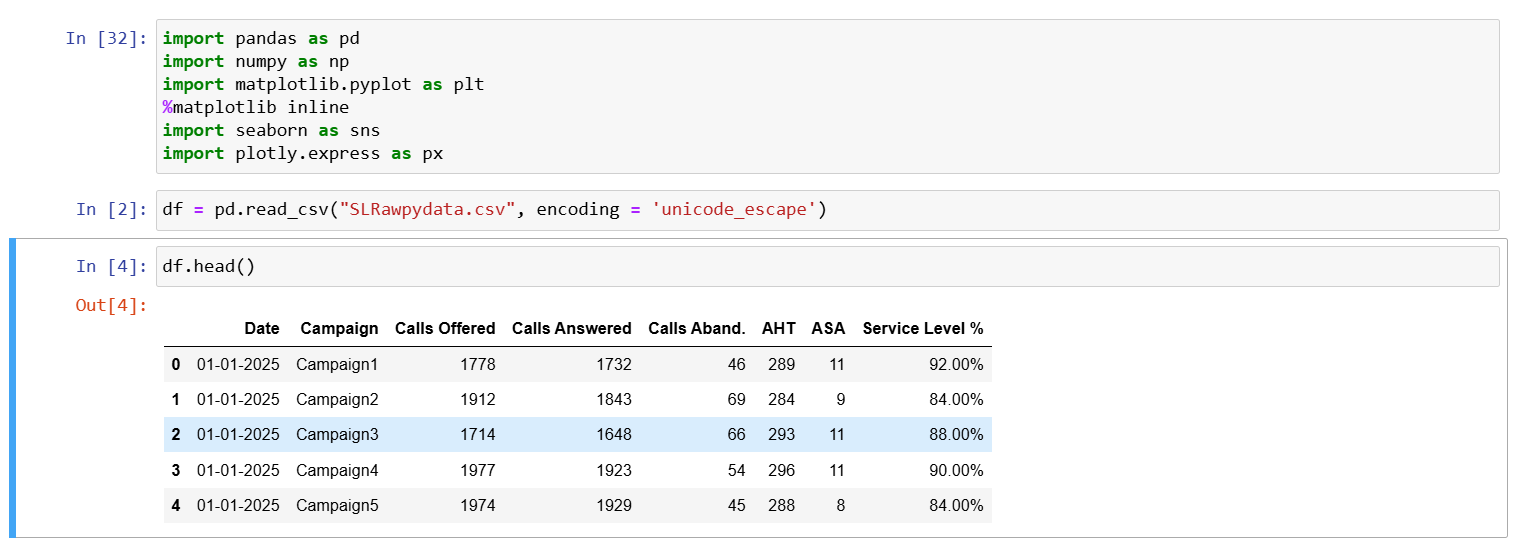 In [32]: import pandas as pd
import numpy as np
import matplotlib.pyplot as plt
%matplotlib inline
import seaborn as sns
import plotly.express as px
In [2]: df = pd.read_csv("SLRawpydata.csv", encoding = 'unicode_escape')
In [4]: df.head()
Out[4]:
Date Campaign Calls Offered Calls Answered Calls Aband. AHT ASA Service Level %
0 01-01-2025 Campaign1 1778 1732 46 289 11 92.00%
1 01-01-2025 Campaign2 1912 1843 69 284 9 84.00%
2 01-01-2025 Campaign3 1714 1648 66 293 11 88.00%
3 01-01-2025 Campaign4 1977 1923 54 296 11 90.00%
4 01-01-2025 Campaign5 1974 1929 45 288 8 84.00%